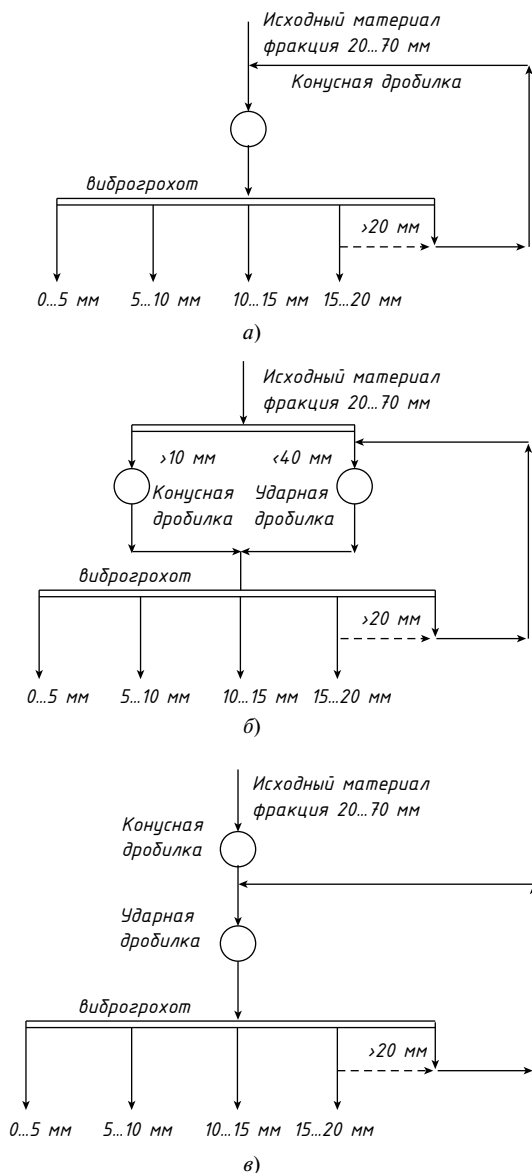 Исходный материал
фракция 20...70 мм
Конусная дробилка
виброгрохот
>20 мм
0...5 мм 5...10 мм 10...15 мм 15...20 мм
а)
Исходный материал
фракция 20...70 мм
>10 мм <40 мм
Конусная Ударная
дробилка дробилка
виброгрохот
>20 мм
0...5 мм 5...10 мм 10...15 мм 15...20 мм
б)
Исходный материал
фракция 20...70 мм
Конусная
дробилка
Ударная
дробилка
виброгрохот
>20 мм
0...5 мм 5...10 мм 10...15 мм 15...20 мм
в)